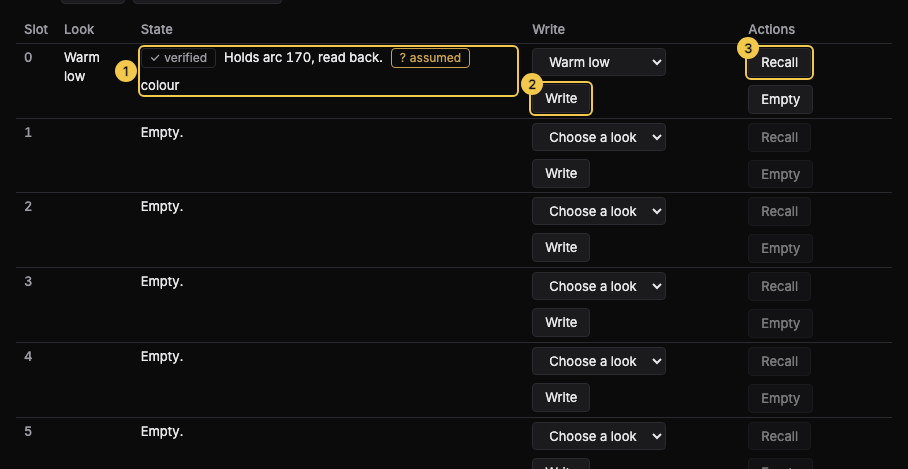 Slot Look State Write Actions
0 Warm low ✓ verified Holds arc 170, read back. ? assumed colour Warm low Recall
1 2 3
Write Empty
1 Empty. Choose a look Recall
Write Empty
2 Empty. Choose a look Recall
Write Empty
3 Empty. Choose a look Recall
Write Empty
4 Empty. Choose a look Recall
Write Empty
5 Empty. Choose a look Recall